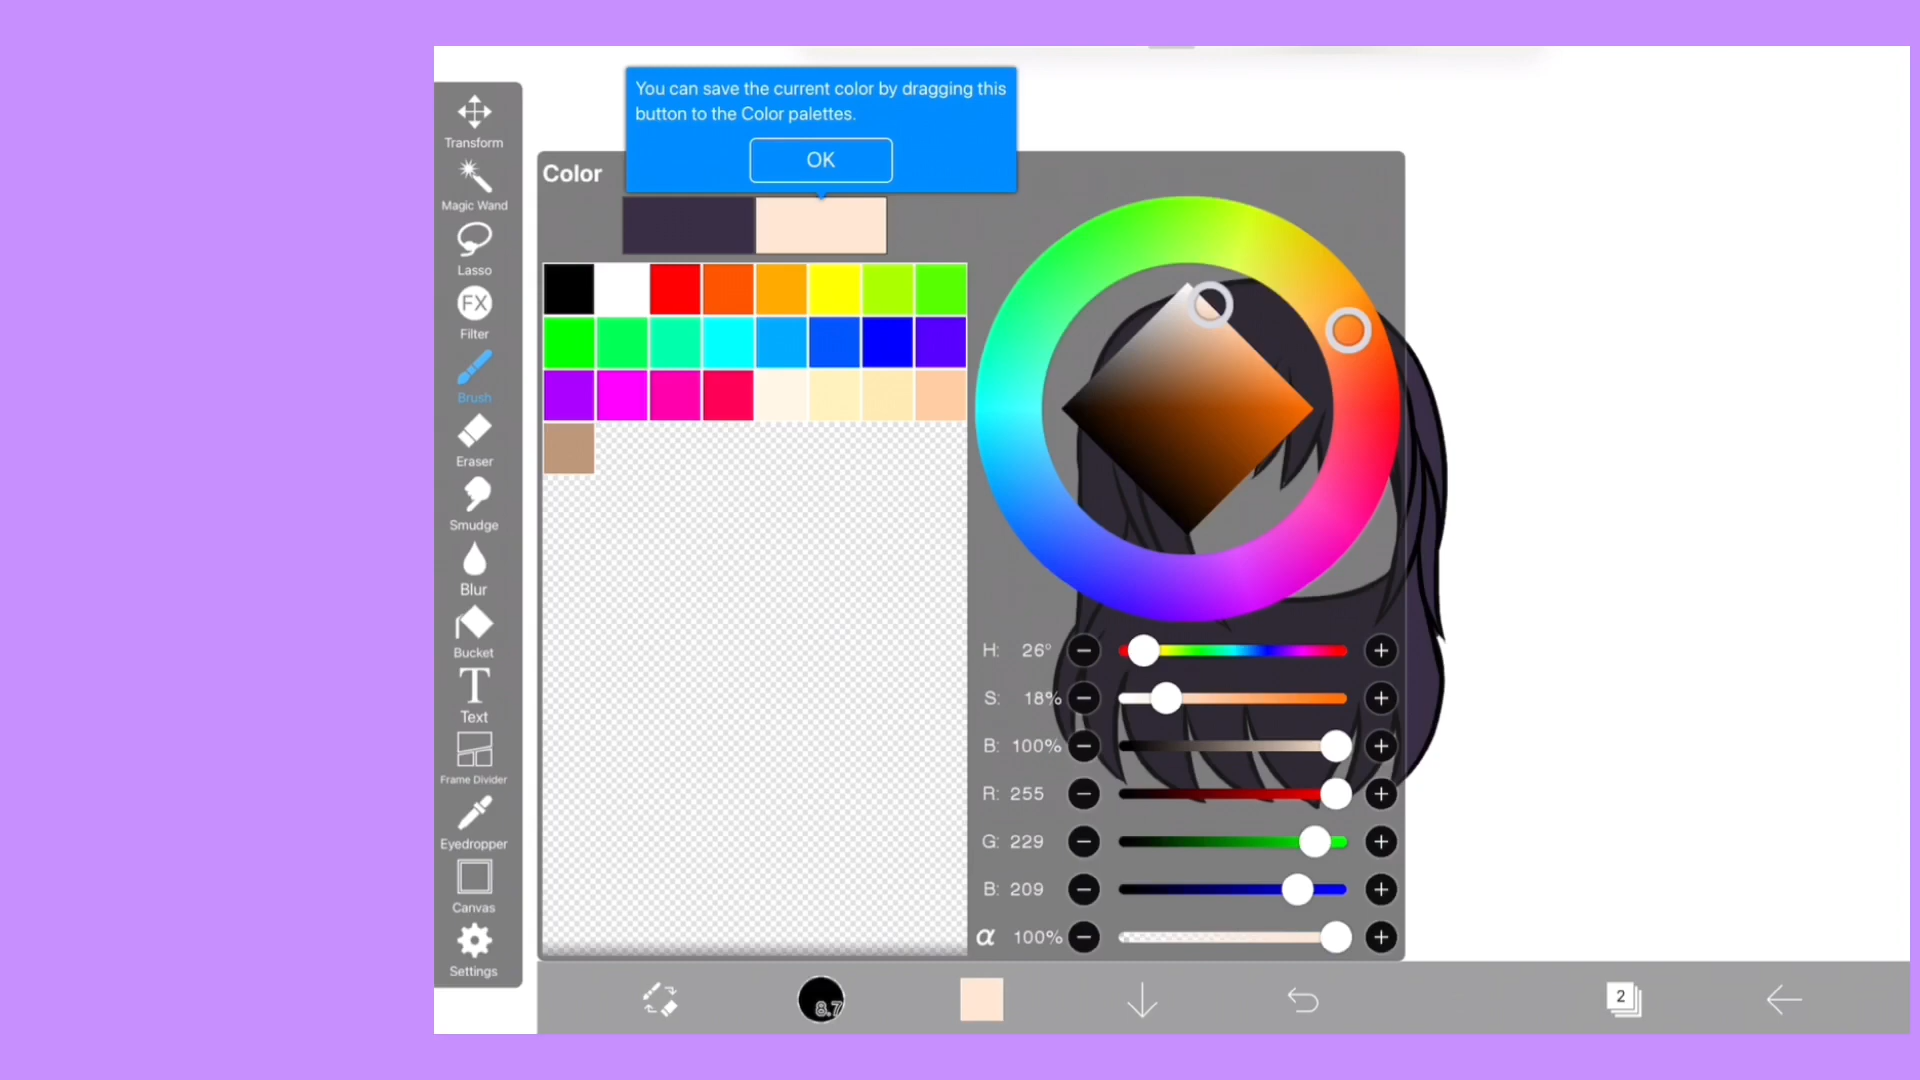 You can save the current color by dragging this
button to the Color palettes.
OK
Color
Transform
Magic Wand
Lasso
FX
Filter
Brush
Eraser
Smudge
Blur
Bucket
T
Text
Frame Divider
Eyedropper
Canvas
Settings
H: 26°
S: 18%
B: 100%
R: 255
G: 229
B: 209
α 100%
8.7
2